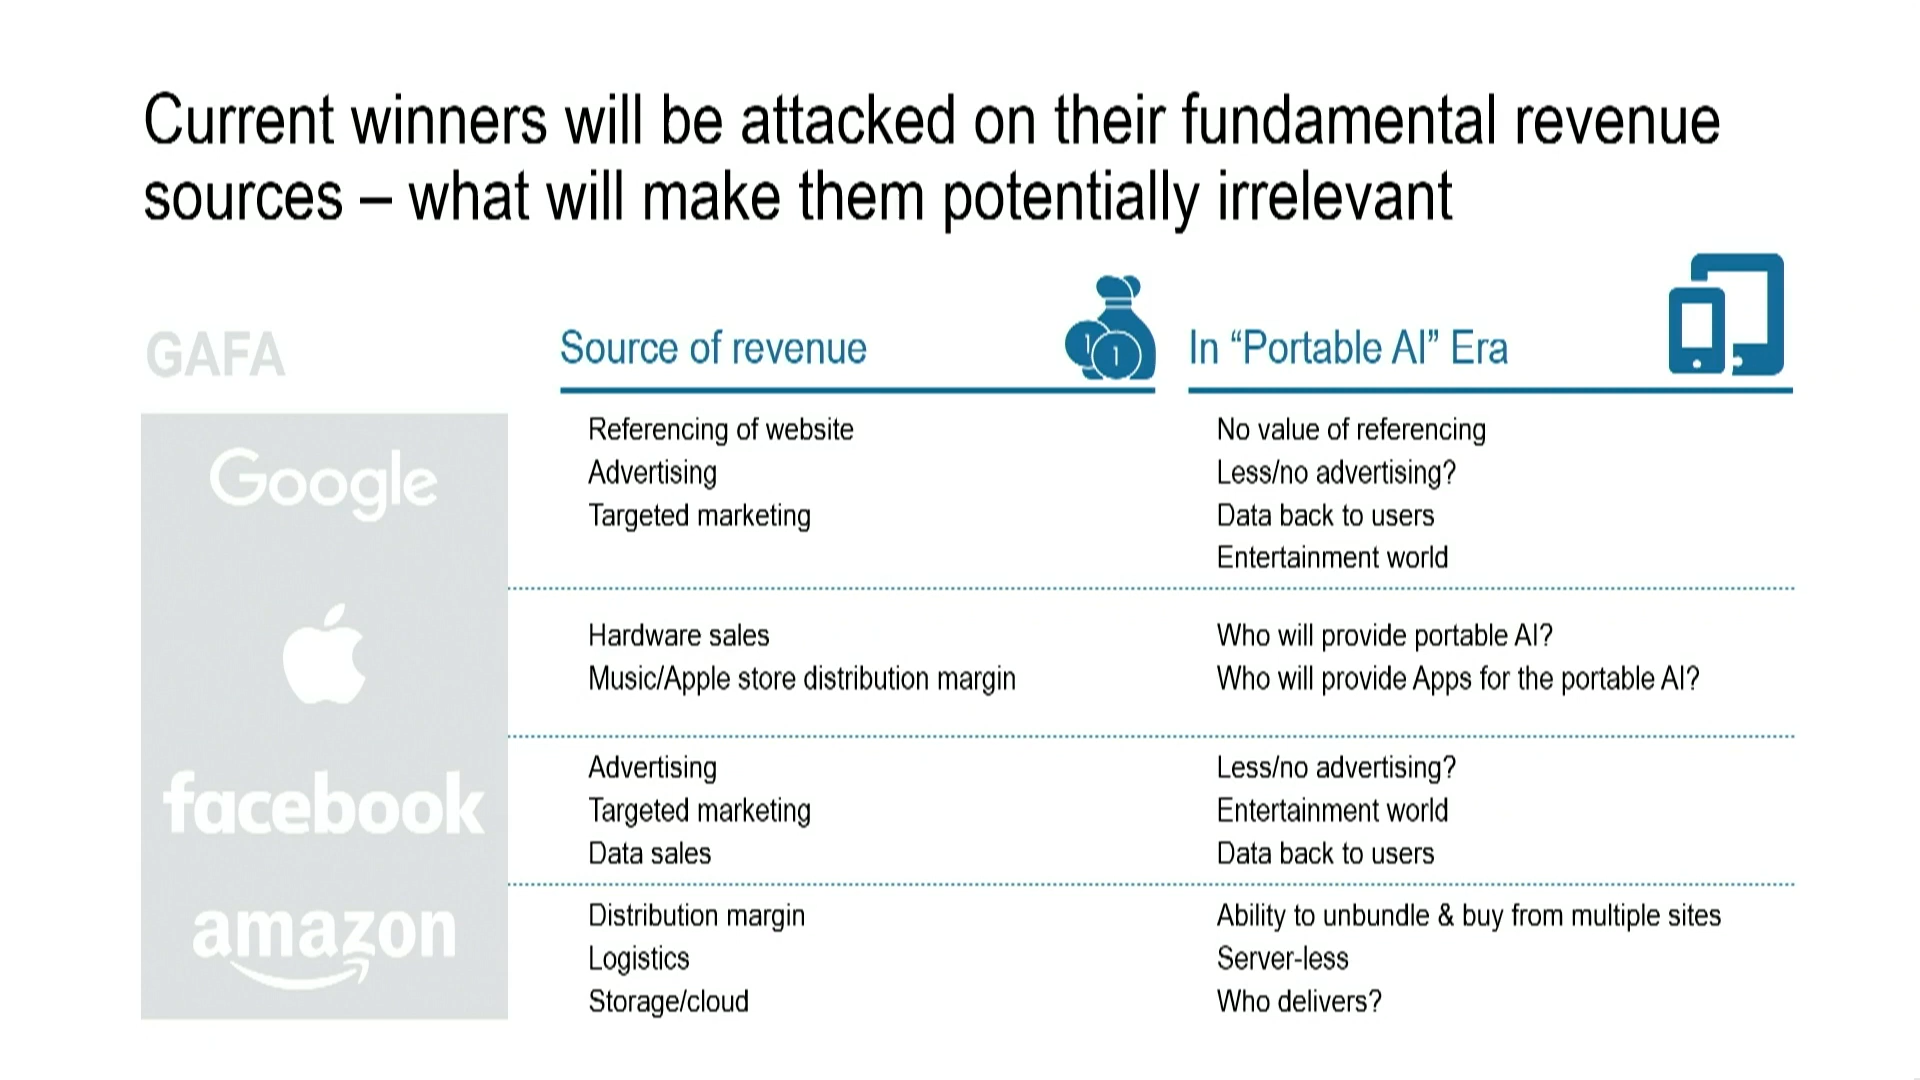 Current winners will be attacked on their fundamental revenue
sources – what will make them potentially irrelevant
GAFA
Source of revenue
1
1
In “Portable AI” Era
Google
Referencing of website
Advertising
Targeted marketing
No value of referencing
Less/no advertising?
Data back to users
Entertainment world
Hardware sales
Music/Apple store distribution margin
Who will provide portable AI?
Who will provide Apps for the portable AI?
facebook
Advertising
Targeted marketing
Data sales
Less/no advertising?
Entertainment world
Data back to users
amazon
Distribution margin
Logistics
Storage/cloud
Ability to unbundle & buy from multiple sites
Server-less
Who delivers?